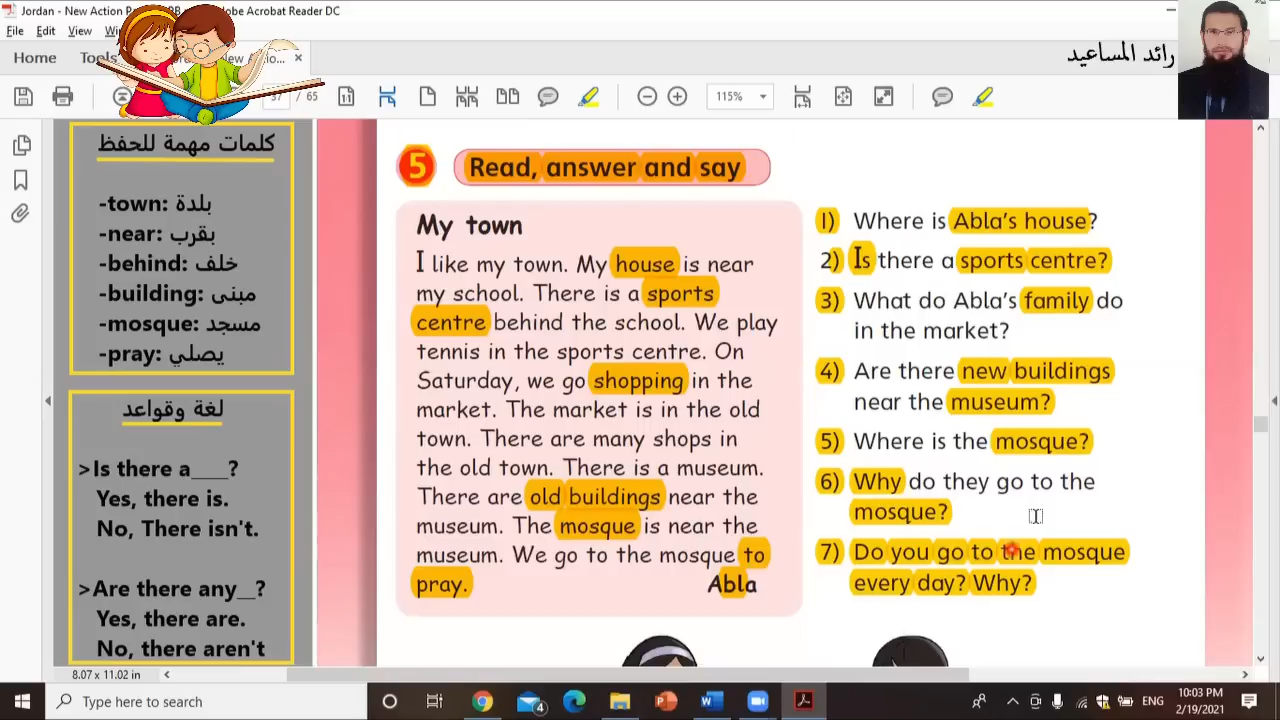 Jordan - New Action Pa
obe Acrobat Reader DC
File Edit View
Home Tools
رائد المساعيد
37 / 65
115%
كلمات مهمة للحفظ
-town: بلدة
-near: بقرب
-behind: خلف
-building: مبنى
-mosque: مسجد
-pray: يصلي
لغة وقواعد
>Is there a____?
Yes, there is.
No, There isn't.
>Are there any__?
Yes, there are.
No, there aren't
5 Read, answer and say
My town
I like my town. My house is near
my school. There is a sports
centre behind the school. We play
tennis in the sports centre. On
Saturday, we go shopping in the
market. The market is in the old
town. There are many shops in
the old town. There is a museum.
There are old buildings near the
museum. The mosque is near the
museum. We go to the mosque to
pray. Abla
1) Where is Abla's house?
2) Is there a sports centre?
3) What do Abla's family do
in the market?
4) Are there new buildings
near the museum?
5) Where is the mosque?
6) Why do they go to the
mosque?
7) Do you go to the mosque
every day? Why?
8.07 x 11.02 in
Type here to search
4
ENG
10:03 PM
2/19/2021